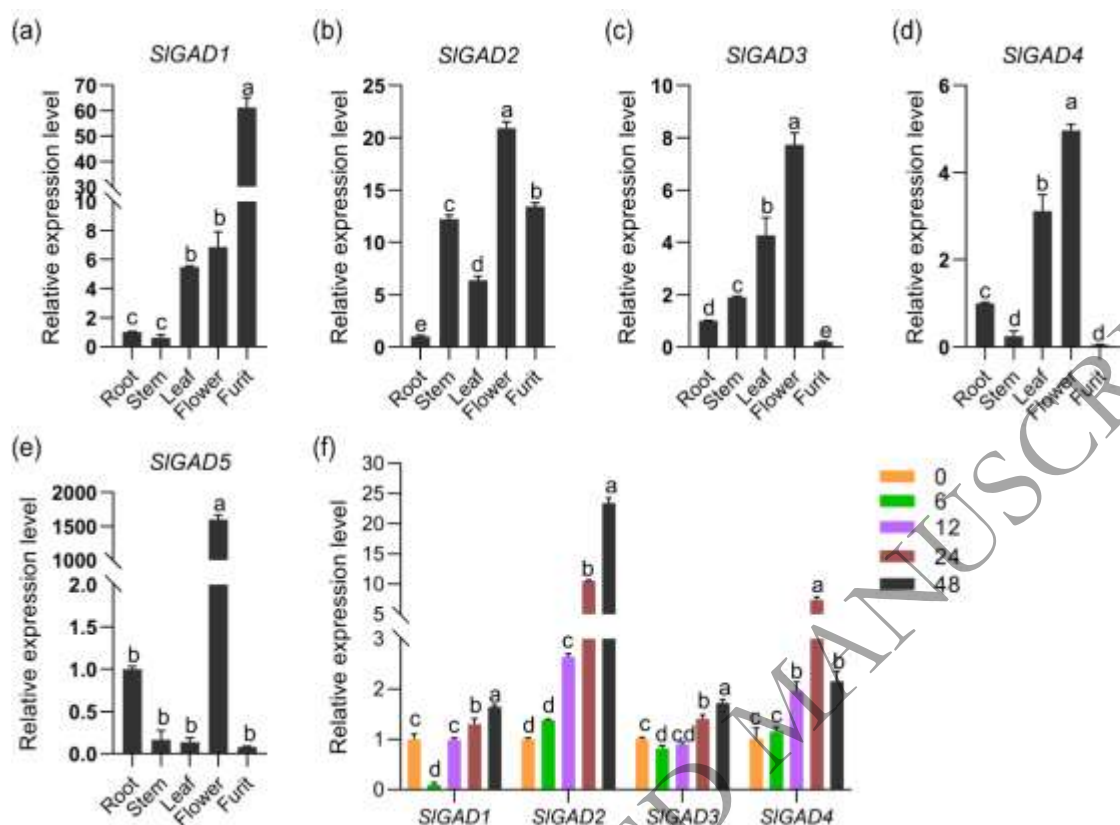 (a)
SlGAD1
Relative expression level
70
60
50
40
30
10
8
6
4
2
0
c
c
b
b
a
Root
Stem
Leaf
Flower
Furit
(b)
SlGAD2
Relative expression level
25
20
15
10
5
0
e
c
d
a
b
Root
Stem
Leaf
Flower
Furit
(c)
SlGAD3
Relative expression level
10
8
6
4
2
0
d
c
b
a
e
Root
Stem
Leaf
Flower
Furit
(d)
SlGAD4
Relative expression level
6
4
2
0
c
d
b
a
d
Root
Stem
Leaf
Flower
Furit
(e)
SlGAD5
Relative expression level
2000
1500
1000
2.0
1.5
1.0
0.5
0.0
b
b
b
a
b
Root
Stem
Leaf
Flower
Furit
(f)
Relative expression level
30
25
20
15
10
5
3
2
1
0
c
d
c
b
a
d
d
c
b
a
c
d
cd
b
a
c
c
b
a
b
SlGAD1
SlGAD2
SlGAD3
SlGAD4
0
6
12
24
48
MANUSCR